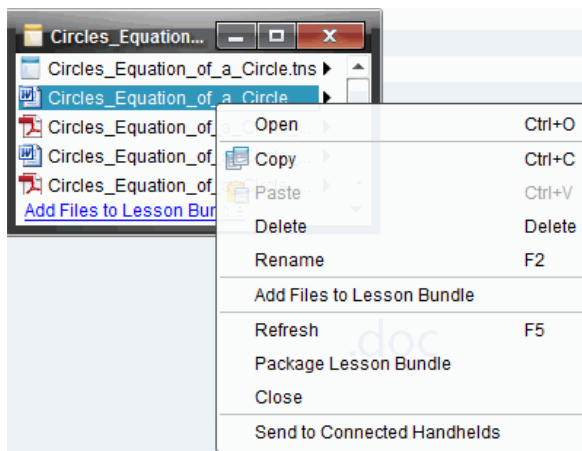 Circles_Equation...
Circles_Equation_of_a_Circle.tns
Circles_Equation_of_a_Circle...
Circles_Equation_of_
Circles_Equation_of_
Circles_Equation_of_
Add Files to Lesson Bun
Open Ctrl+O
Copy Ctrl+C
Paste Ctrl+V
Delete Delete
Rename F2
Add Files to Lesson Bundle
Refresh F5
.doc
Package Lesson Bundle
Close
Send to Connected Handhelds